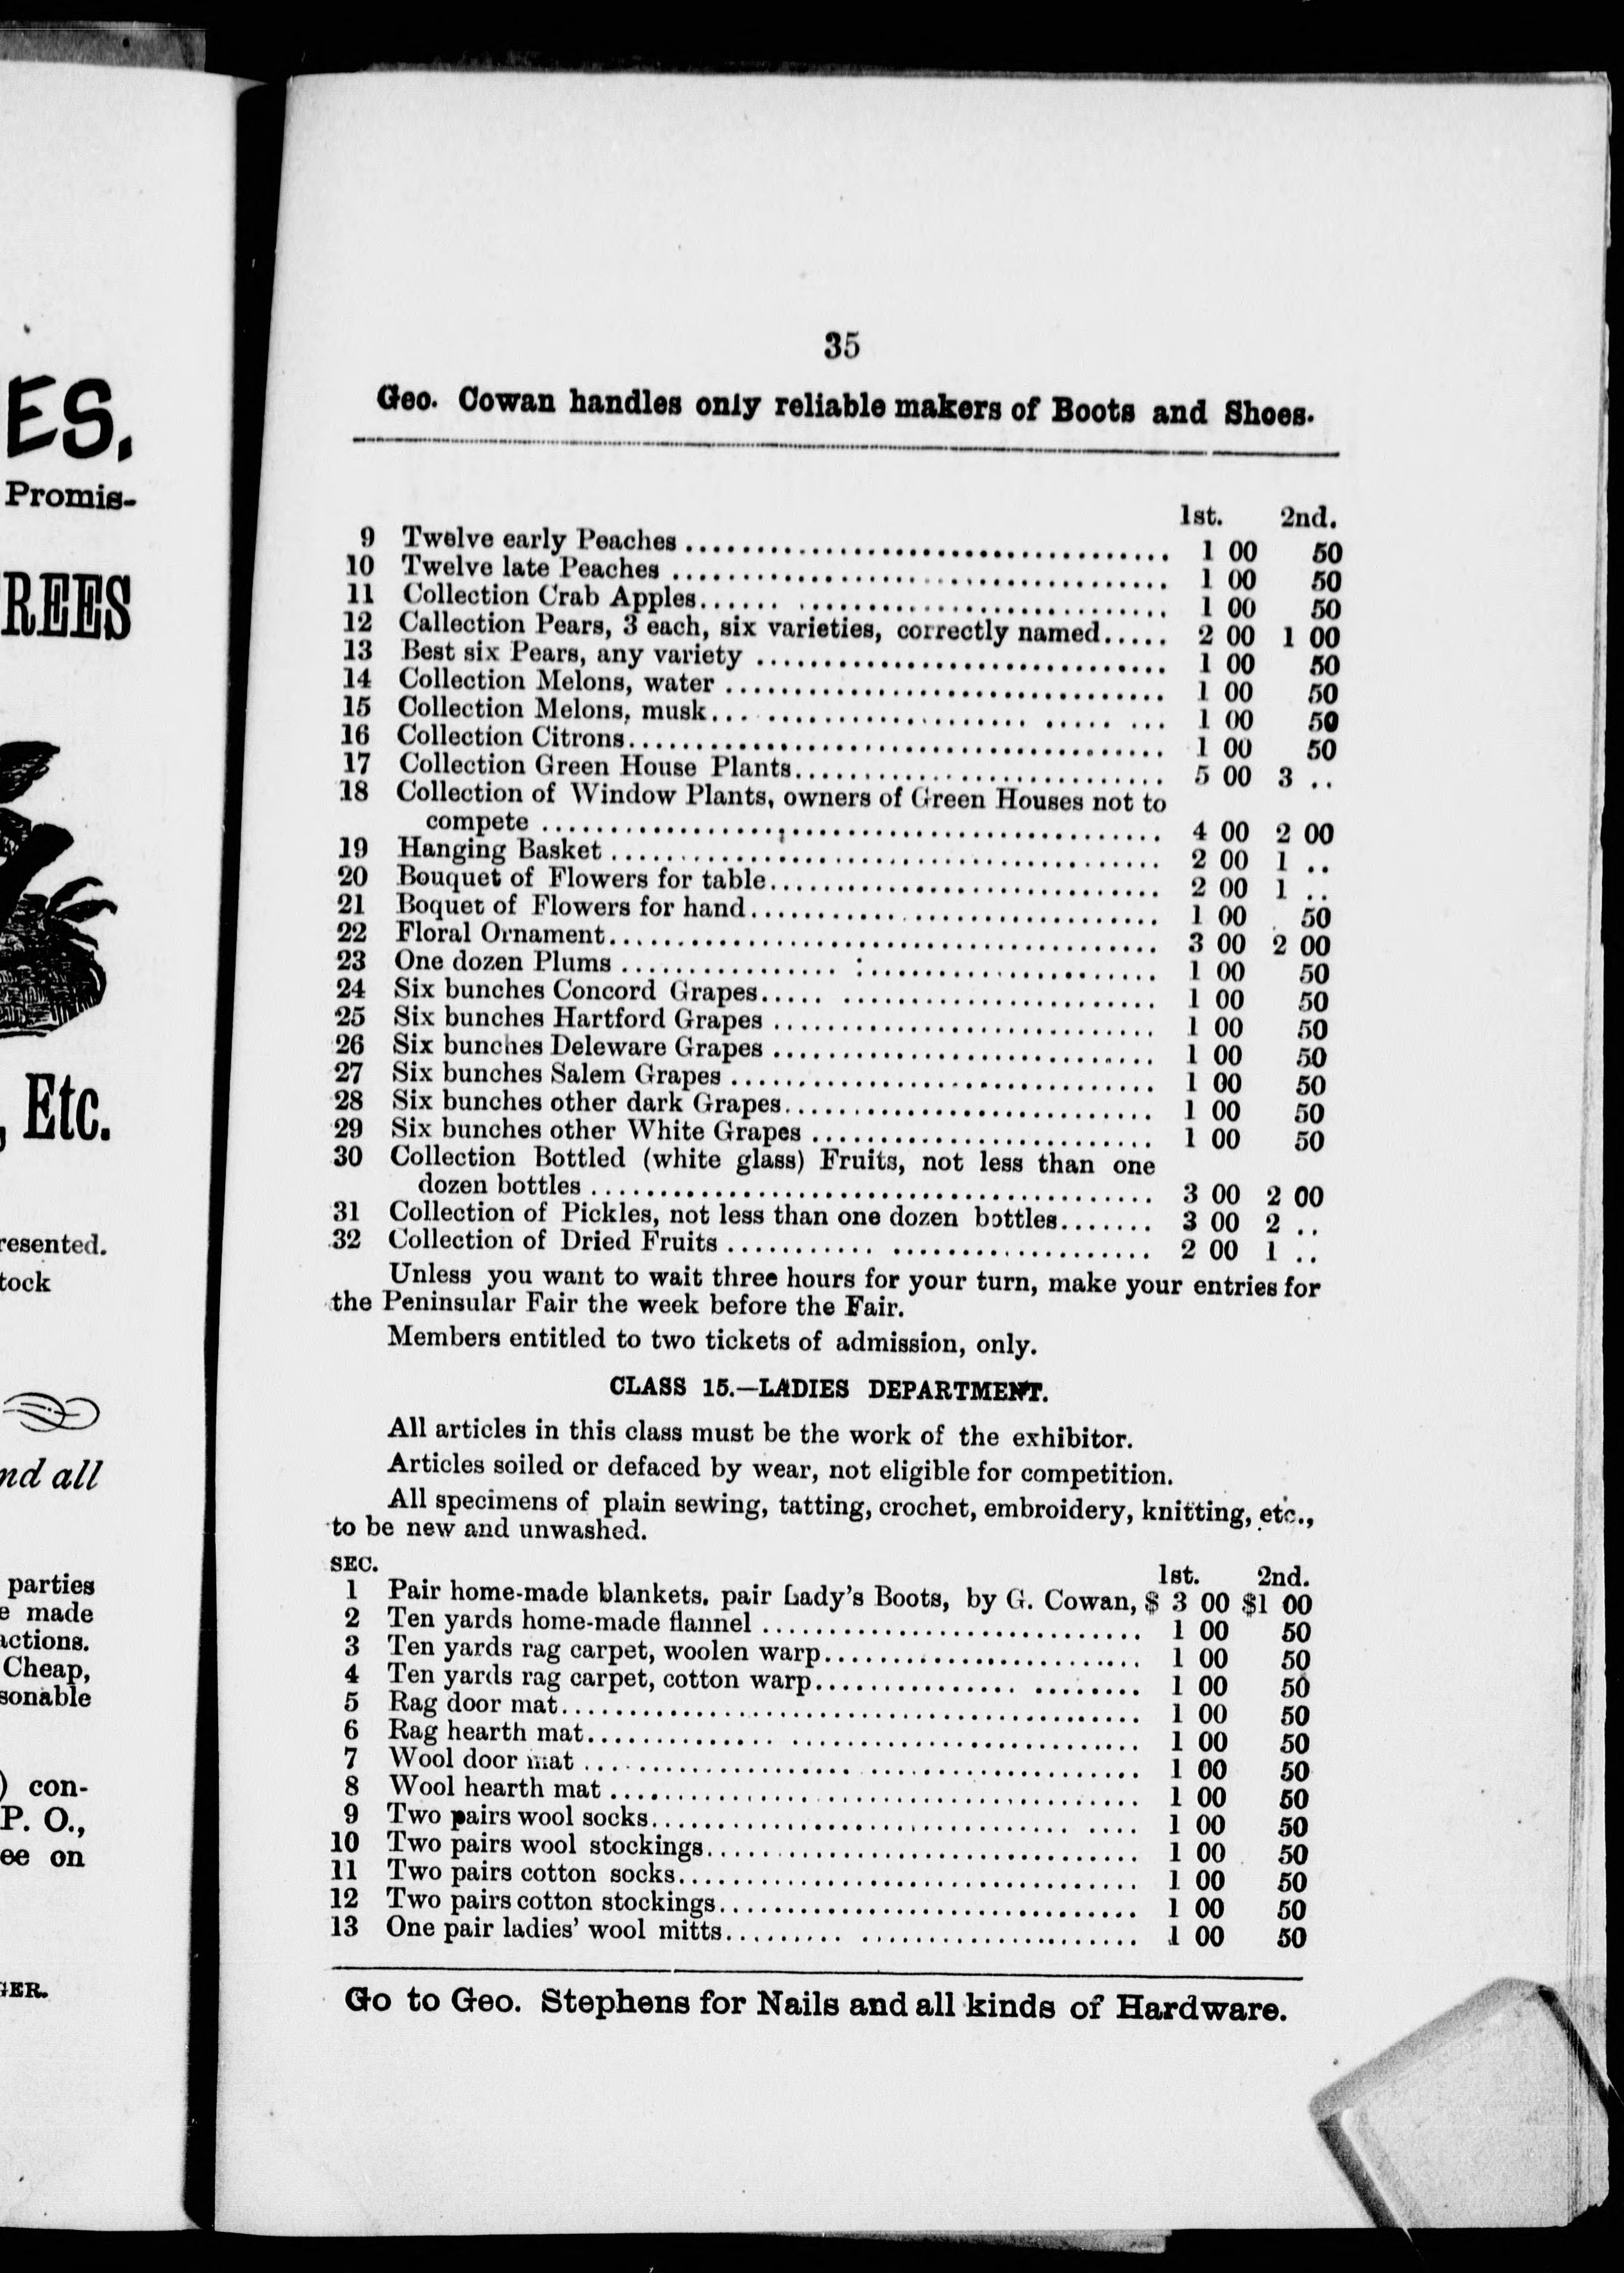 ES.
Promis-
REES
, Etc.
resented.
tock
nd all
parties
e made
actions.
Cheap,
sonable
) con-
P. O.,
ee on
GER.
35
Geo. Cowan handles only reliable makers of Boots and Shoes.
1st. 2nd.
9 Twelve early Peaches ........ 1 00 50
10 Twelve late Peaches ........ 1 00 50
11 Collection Crab Apples........ 1 00 50
12 Callection Pears, 3 each, six varieties, correctly named..... 2 00 1 00
13 Best six Pears, any variety ........ 1 00 50
14 Collection Melons, water ........ 1 00 50
15 Collection Melons, musk........ 1 00 50
16 Collection Citrons........ 1 00 50
17 Collection Green House Plants........ 5 00 3 ..
18 Collection of Window Plants, owners of Green Houses not to
compete ........ 4 00 2 00
19 Hanging Basket ........ 2 00 1 ..
20 Bouquet of Flowers for table........ 2 00 1 ..
21 Boquet of Flowers for hand........ 1 00 50
22 Floral Ornament........ 3 00 2 00
23 One dozen Plums ........ 1 00 50
24 Six bunches Concord Grapes........ 1 00 50
25 Six bunches Hartford Grapes ........ 1 00 50
26 Six bunches Deleware Grapes ........ 1 00 50
27 Six bunches Salem Grapes ........ 1 00 50
28 Six bunches other dark Grapes........ 1 00 50
29 Six bunches other White Grapes ........ 1 00 50
30 Collection Bottled (white glass) Fruits, not less than one
dozen bottles ........ 3 00 2 00
31 Collection of Pickles, not less than one dozen bottles....... 3 00 2 ..
32 Collection of Dried Fruits ........ 2 00 1 ..
Unless you want to wait three hours for your turn, make your entries for
the Peninsular Fair the week before the Fair.
Members entitled to two tickets of admission, only.
CLASS 15.—LADIES DEPARTMENT.
All articles in this class must be the work of the exhibitor.
Articles soiled or defaced by wear, not eligible for competition.
All specimens of plain sewing, tatting, crochet, embroidery, knitting, etc.,
to be new and unwashed.
SEC. 1st. 2nd.
1 Pair home-made blankets. pair Lady's Boots, by G. Cowan, $ 3 00 $1 00
2 Ten yards home-made flannel ........ 1 00 50
3 Ten yards rag carpet, woolen warp........ 1 00 50
4 Ten yards rag carpet, cotton warp........ 1 00 50
5 Rag door mat........ 1 00 50
6 Rag hearth mat........ 1 00 50
7 Wool door mat ........ 1 00 50
8 Wool hearth mat ........ 1 00 50
9 Two pairs wool socks........ 1 00 50
10 Two pairs wool stockings........ 1 00 50
11 Two pairs cotton socks........ 1 00 50
12 Two pairs cotton stockings........ 1 00 50
13 One pair ladies' wool mitts........ 1 00 50
Go to Geo. Stephens for Nails and all kinds of Hardware.